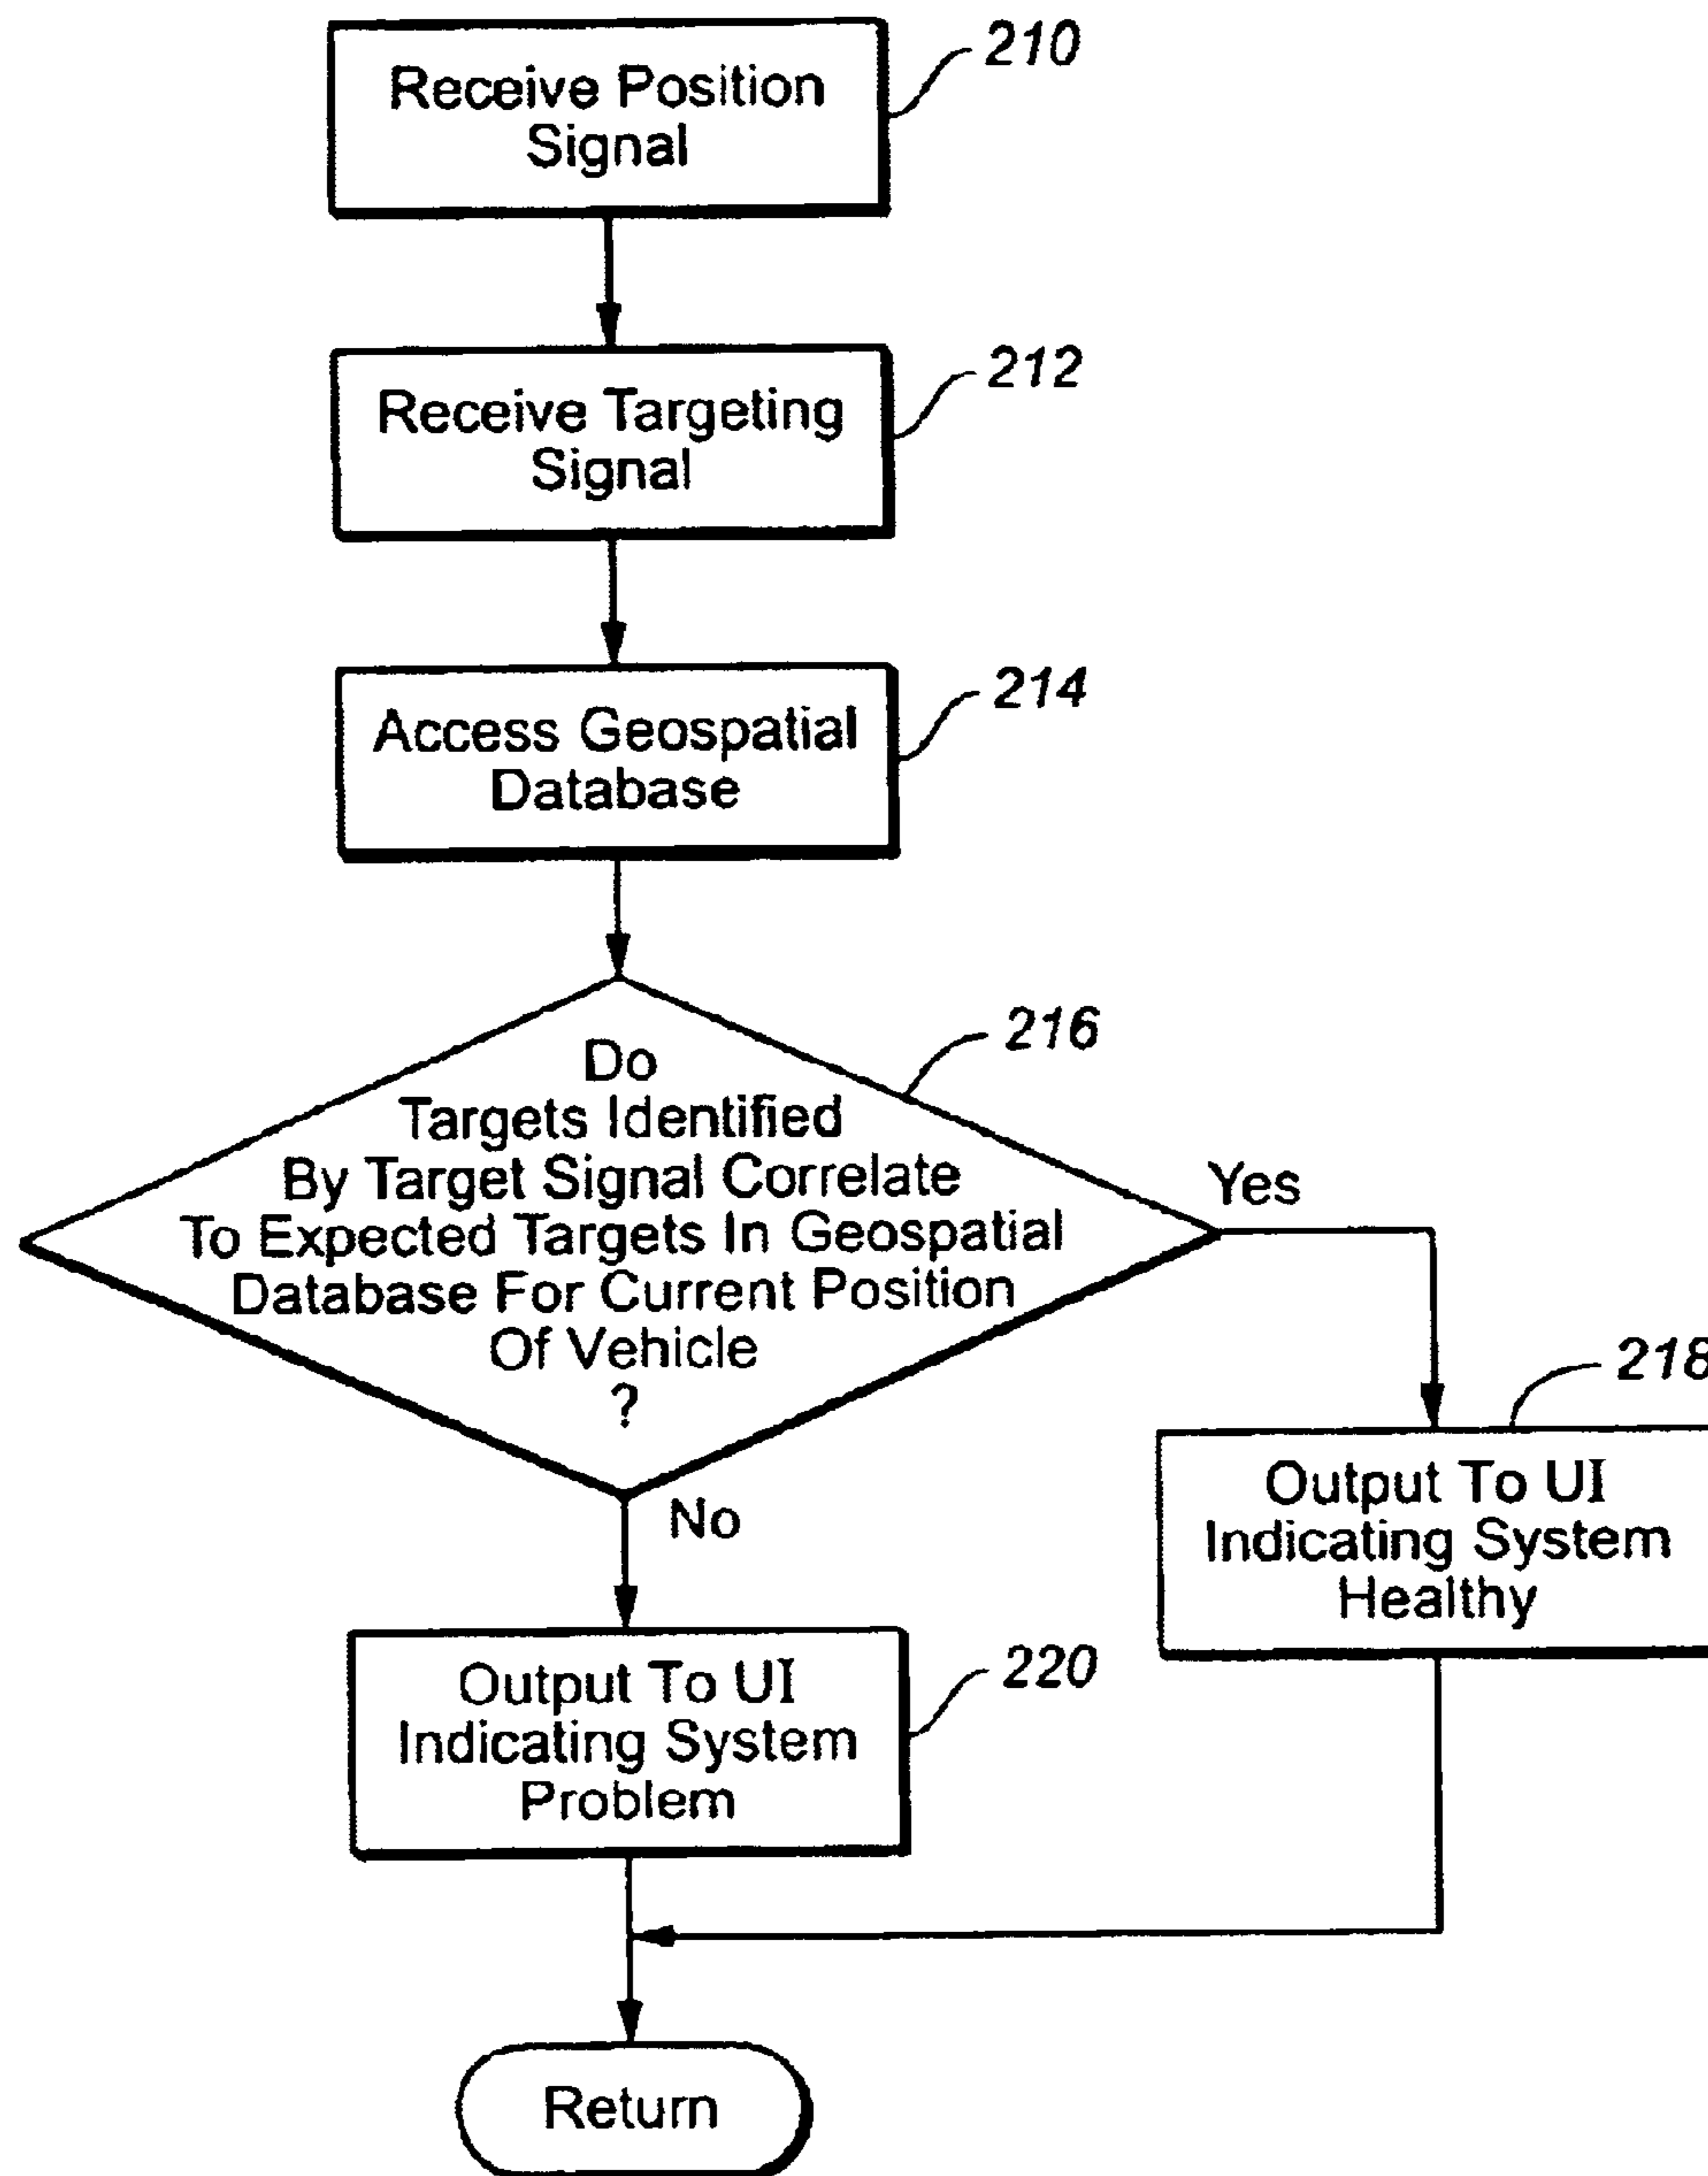 210
Receive Position
Signal
212
Receive Targeting
Signal
214
Access Geospatial
Database
216
Do
Targets Identified
By Target Signal Correlate
To Expected Targets In Geospatial
Database For Current Position
Of Vehicle
?
Yes
No
218
Output To UI
Indicating System
Healthy
220
Output To UI
Indicating System
Problem
Return